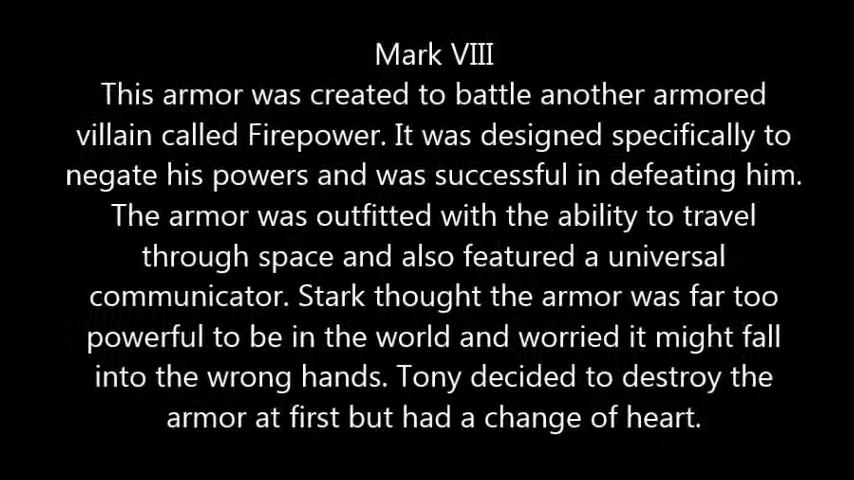 Mark VIII
This armor was created to battle another armored
villain called Firepower. It was designed specifically to
negate his powers and was successful in defeating him.
The armor was outfitted with the ability to travel
through space and also featured a universal
communicator. Stark thought the armor was far too
powerful to be in the world and worried it might fall
into the wrong hands. Tony decided to destroy the
armor at first but had a change of heart.